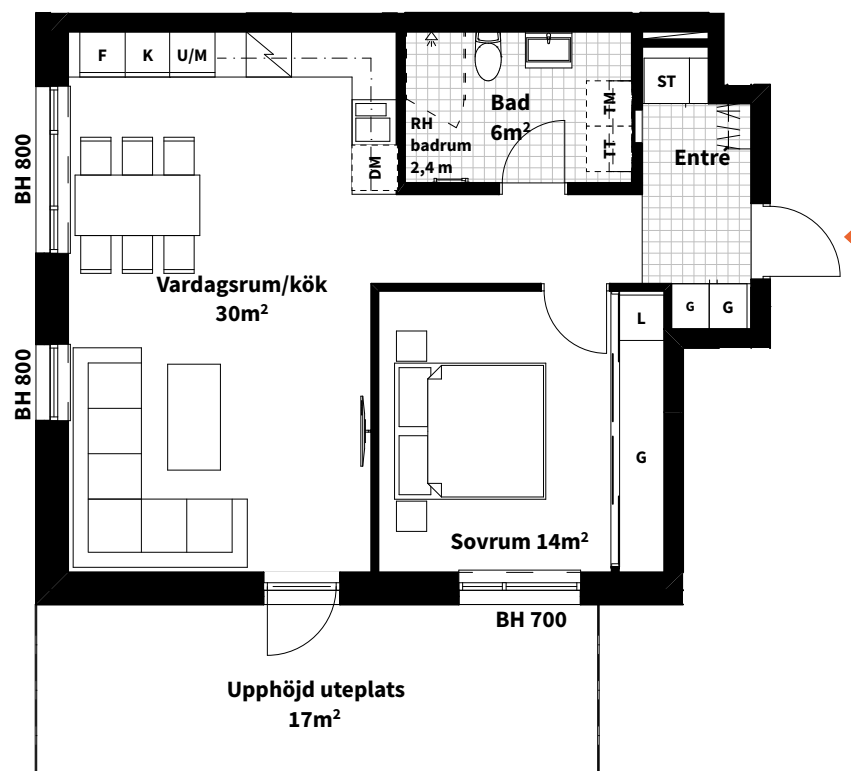 F
K
U/M
ST
Bad
6m²
TM
TT
RH
badrum
2,4 m
DM
Entré
BH 800
Vardagsrum/kök
30m²
G
G
L
BH 800
G
Sovrum 14m²
BH 700
Upphöjd uteplats
17m²